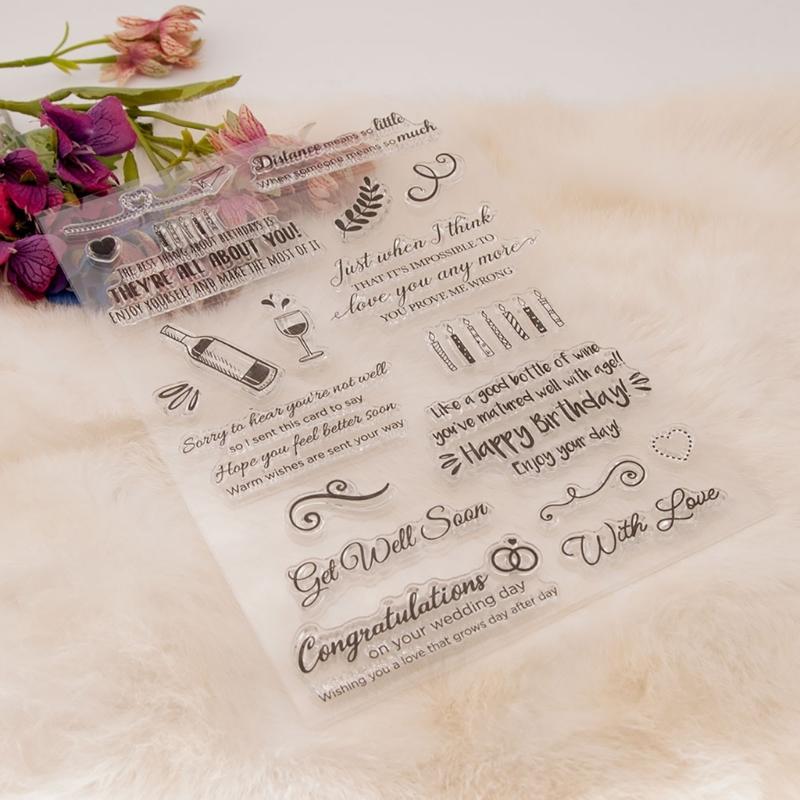 Distance means so little
When someone means so much
THE BEST THING ABOUT BIRTHDAYS IS
THEY'RE ALL ABOUT YOU!
ENJOY YOURSELF AND MAKE THE MOST OF IT
Just when I think
THAT IT'S IMPOSSIBLE TO
love you any more
YOU PROVE ME WRONG
Sorry to hear you're not well
so I sent this card to say
Hope you feel better soon
Warm wishes are sent your way
Like a good bottle of wine
you've matured well with age!!
Happy Birthday!
Enjoy your day!
Get Well Soon
With Love
Congratulations
on your wedding day
Wishing you a love that grows day after day